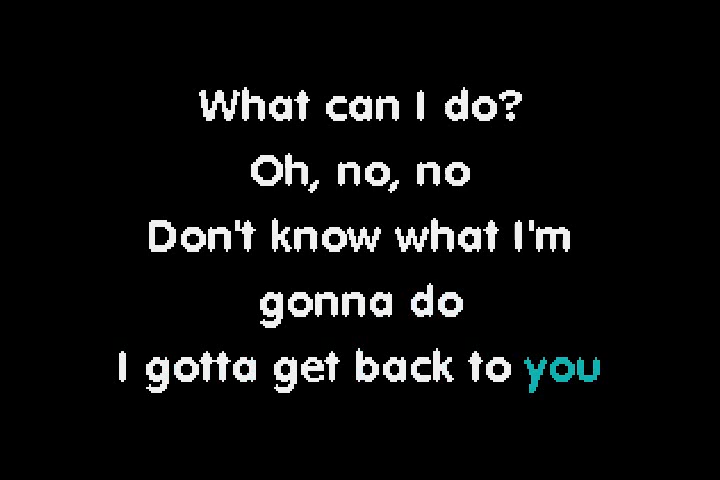 What can I do?
Oh, no, no
Don't know what I'm
gonna do
I gotta get back to you